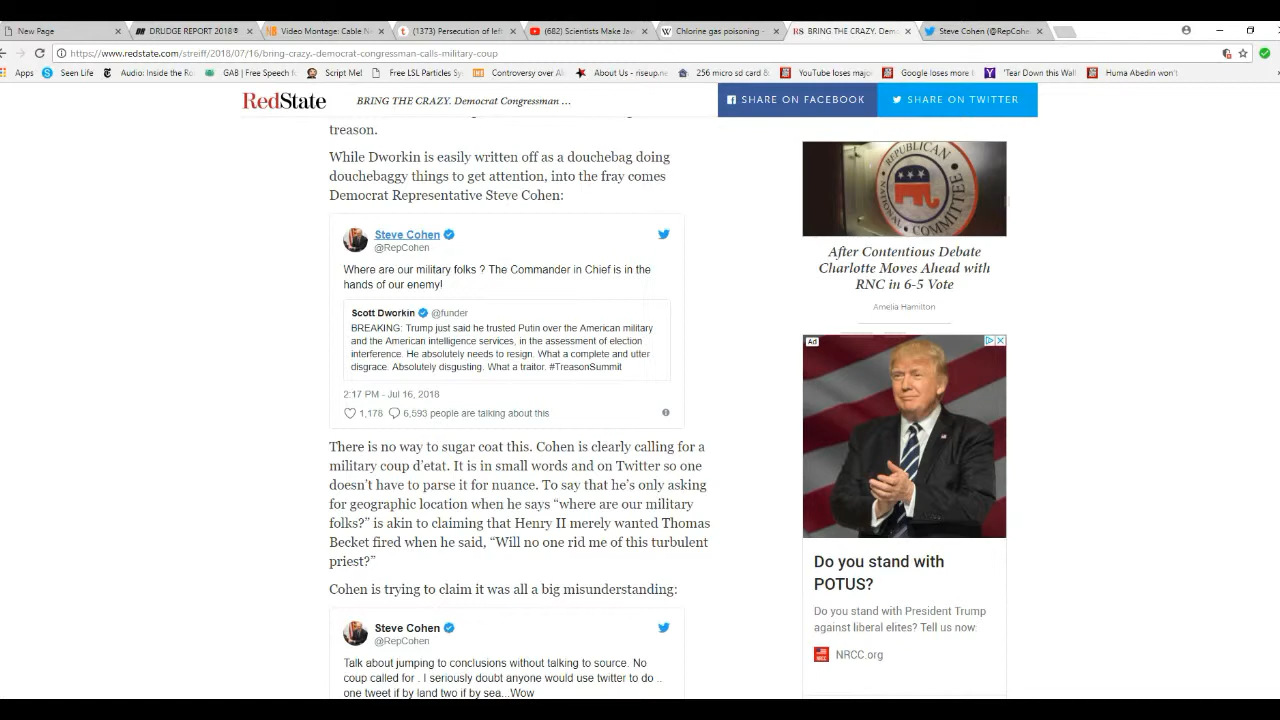 New Page
DRUDGE REPORT 2018®
Video Montage: Cable N
(1373) Persecution of left
(682) Scientists Make Jav
Chlorine gas poisoning -
BRING THE CRAZY. Dem
Steve Cohen (@RepCohe
https://www.redstate.com/streiff/2018/07/16/bring-crazy.-democrat-congressman-calls-military-coup
Apps
Seen Life
Audio: Inside the Ro
GAB | Free Speech fo
Script Mel!
Free LSL Particles Sy
Controversy over Al
About Us - riseup.ne
256 micro sd card 8
YouTube loses major
Google loses more l
'Tear Down this Wall
Huma Abedin won't
RedState
BRING THE CRAZY. Democrat Congressman ...
SHARE ON FACEBOOK
SHARE ON TWITTER
treason.
While Dworkin is easily written off as a douchebag doing
douchebaggy things to get attention, into the fray comes
Democrat Representative Steve Cohen:
Steve Cohen
@RepCohen
Where are our military folks ? The Commander in Chief is in the
hands of our enemy!
Scott Dworkin @funder
BREAKING: Trump just said he trusted Putin over the American military
and the American intelligence services, in the assessment of election
interference. He absolutely needs to resign. What a complete and utter
disgrace. Absolutely disgusting. What a traitor. #TreasonSummit
2:17 PM - Jul 16, 2018
1,178 6,593 people are talking about this
There is no way to sugar coat this. Cohen is clearly calling for a
military coup d'etat. It is in small words and on Twitter so one
doesn't have to parse it for nuance. To say that he's only asking
for geographic location when he says "where are our military
folks?" is akin to claiming that Henry II merely wanted Thomas
Becket fired when he said, "Will no one rid me of this turbulent
priest?"
Cohen is trying to claim it was all a big misunderstanding:
Steve Cohen
@RepCohen
Talk about jumping to conclusions without talking to source. No
coup called for . I seriously doubt anyone would use twitter to do ..
one tweet if by land two if by sea...Wow
REPUBLICAN
NATIONAL COMMITTEE
After Contentious Debate
Charlotte Moves Ahead with
RNC in 6-5 Vote
Amelia Hamilton
Ad
Do you stand with
POTUS?
Do you stand with President Trump
against liberal elites? Tell us now:
NRCC.org